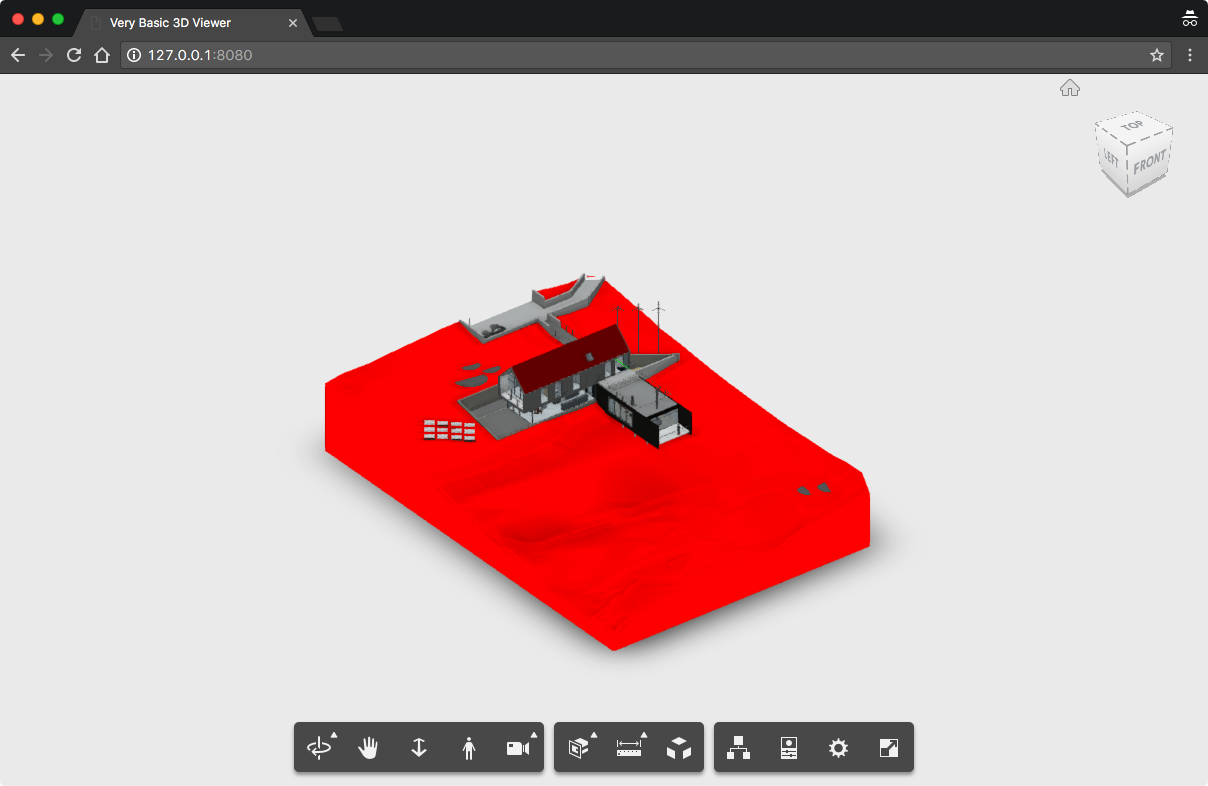 Very Basic 3D Viewer
127.0.0.1:8080
TOP
LEFT
FRONT